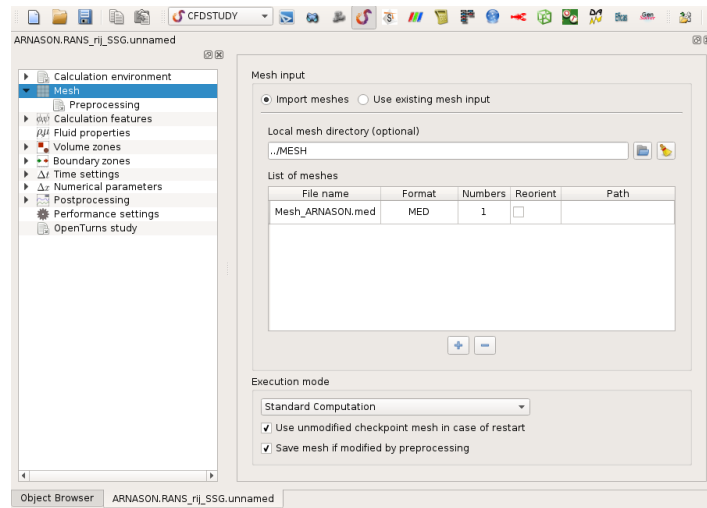 CFDSTUDY
ARNASON.RANS_rij_SSG.unnamed
Calculation environment
Mesh
Preprocessing
Calculation features
Fluid properties
Volume zones
Boundary zones
Δt Time settings
Δx Numerical parameters
Postprocessing
Performance settings
OpenTurns study
Mesh input
Import meshes Use existing mesh input
Local mesh directory (optional)
../MESH
List of meshes
File name Format Numbers Reorient Path
Mesh_ARNASON.med MED 1
Execution mode
Standard Computation
Use unmodified checkpoint mesh in case of restart
Save mesh if modified by preprocessing
Object Browser ARNASON.RANS_rij_SSG.unnamed